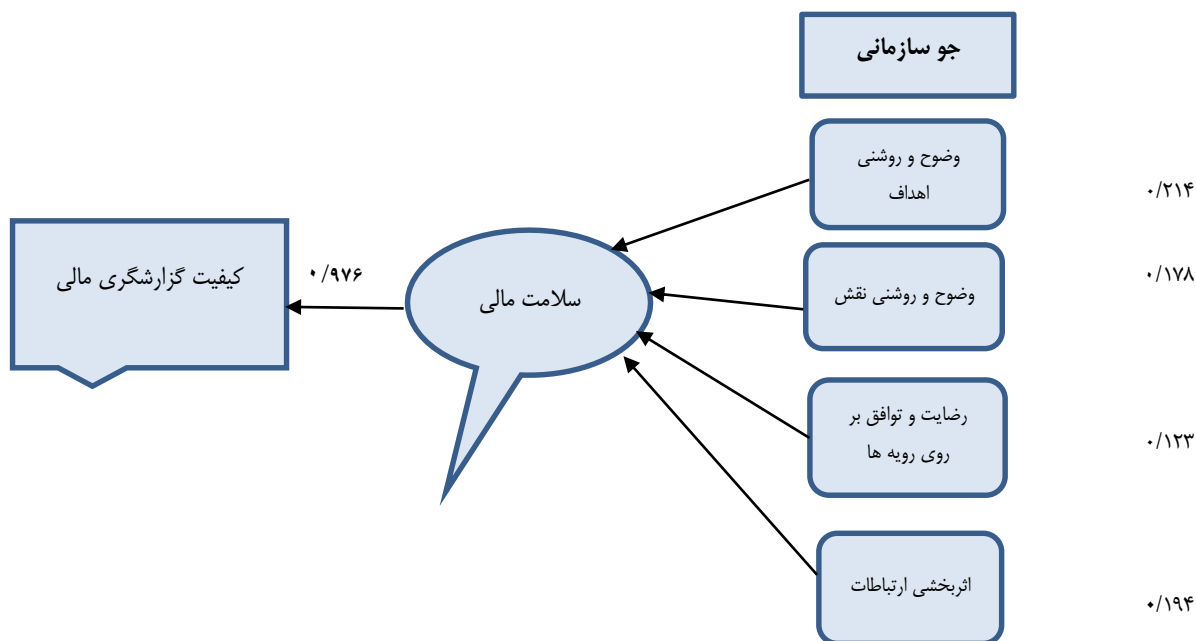 جو سازمانی
وضوح و روشنی
اهداف
۰/۲۱۴
وضوح و روشنی نقش
۰/۱۷۸
رضایت و توافق بر
روی رویه ها
۰/۱۲۳
اثربخشی ارتباطات
۰/۱۹۴
سلامت مالی
۰/۹۷۶
کیفیت گزارشگری مالی